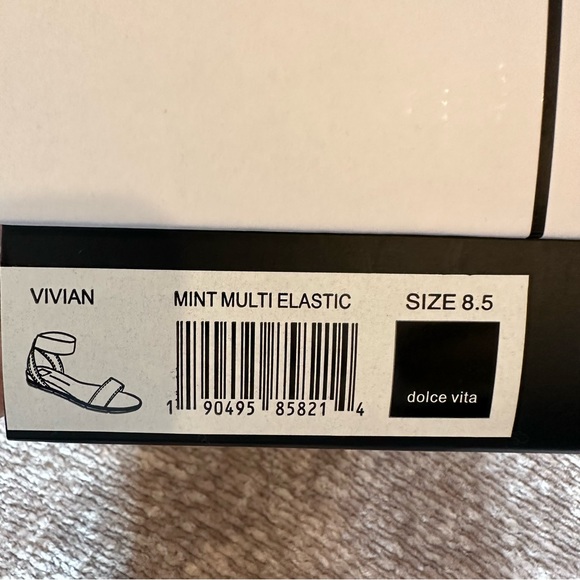 VIVIAN
MINT MULTI ELASTIC
SIZE 8.5
1 90495 85821 4
dolce vita